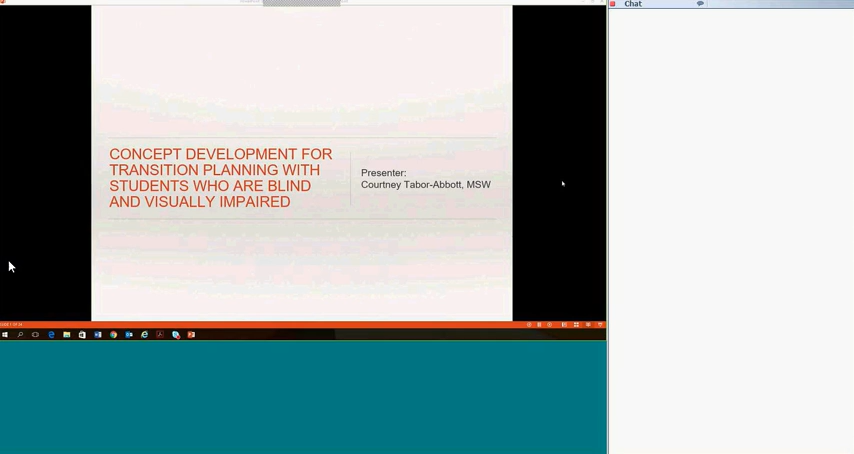 Chat
CONCEPT DEVELOPMENT FOR
TRANSITION PLANNING WITH
STUDENTS WHO ARE BLIND
AND VISUALLY IMPAIRED
Presenter:
Courtney Tabor-Abbott, MSW